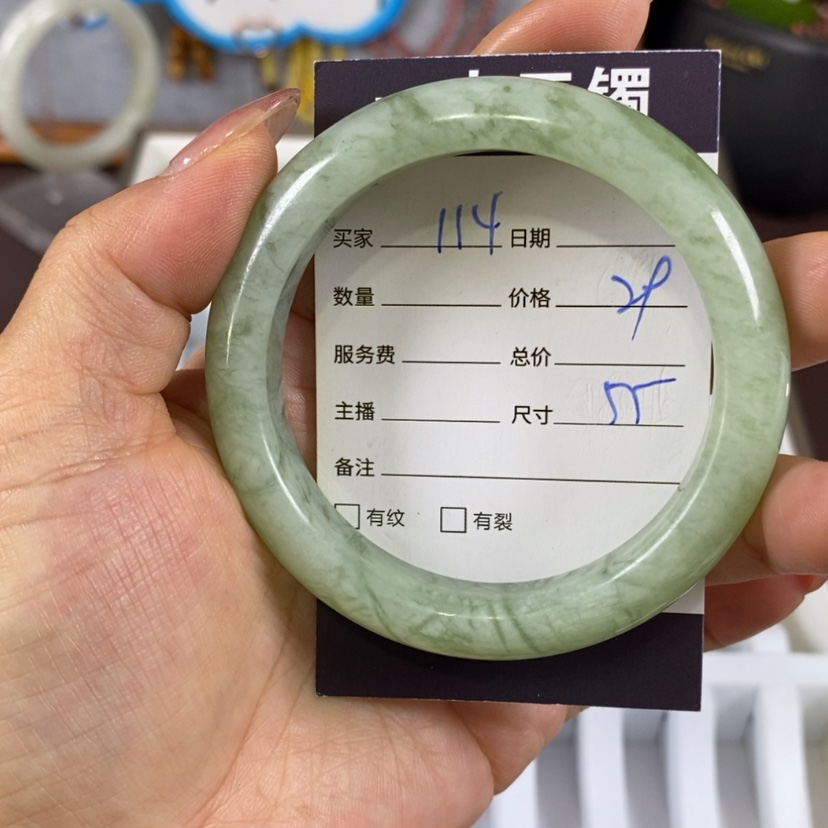 镯
买家 114 日期
数量 价格 29
服务费 总价
主播 尺寸 55
备注
有纹 有裂